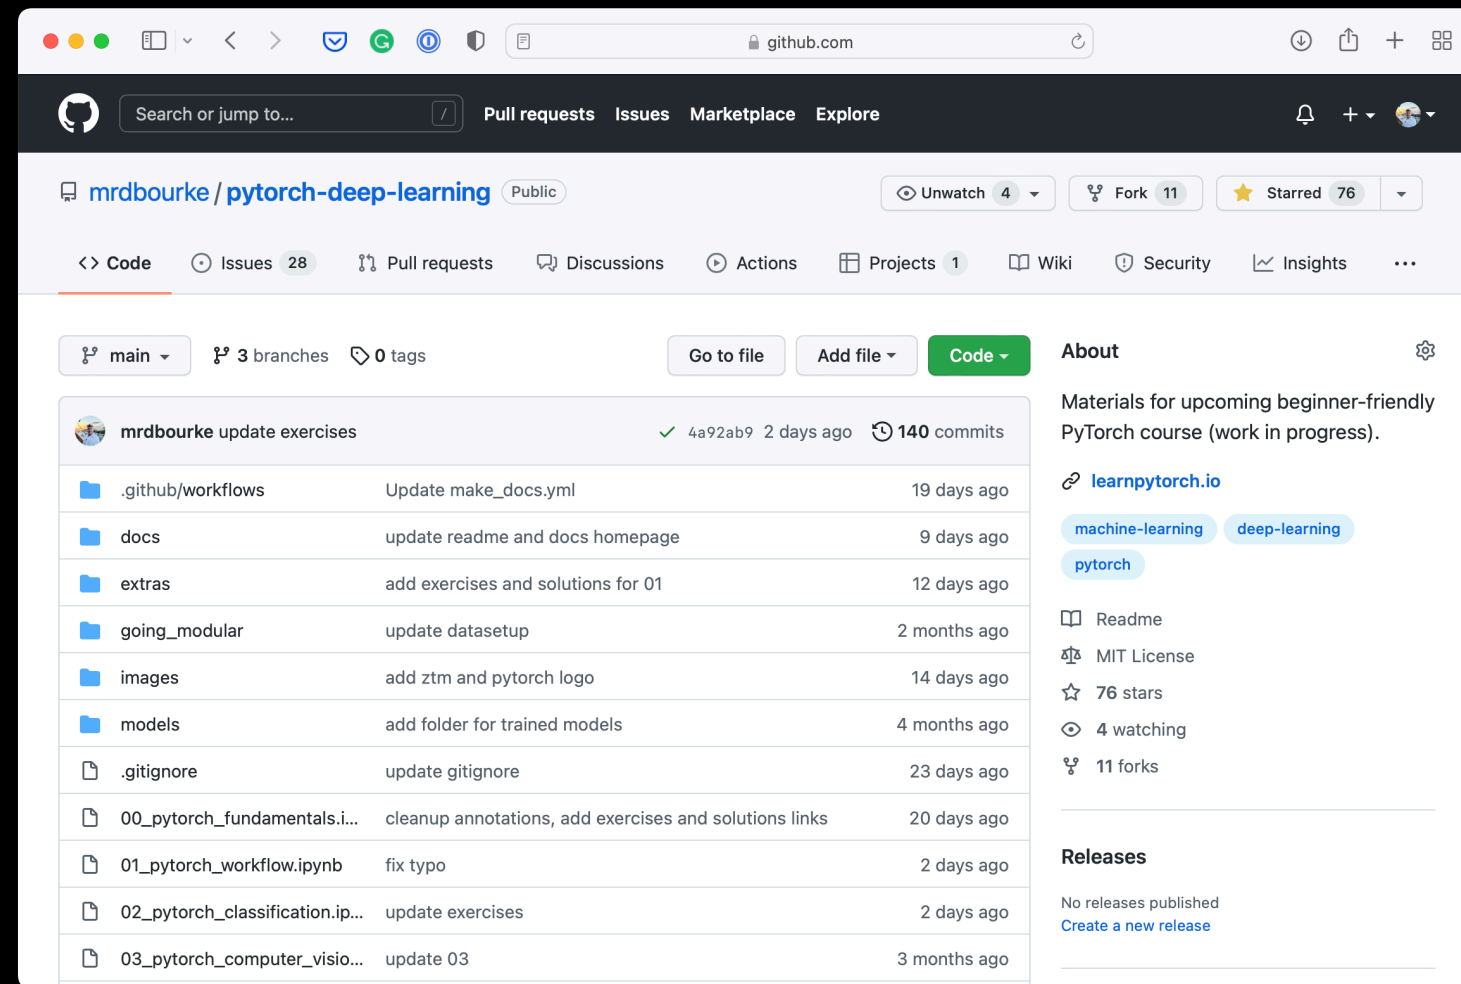 github.com
Search or jump to... /
Pull requests Issues Marketplace Explore
mrdbourke / pytorch-deep-learning Public
Unwatch 4 Fork 11 Starred 76
Code Issues 28 Pull requests Discussions Actions Projects 1 Wiki Security Insights ...
main 3 branches 0 tags Go to file Add file Code
mrdbourke update exercises 4a92ab9 2 days ago 140 commits
.github/workflows Update make_docs.yml 19 days ago
docs update readme and docs homepage 9 days ago
extras add exercises and solutions for 01 12 days ago
going_modular update datasetup 2 months ago
images add ztm and pytorch logo 14 days ago
models add folder for trained models 4 months ago
.gitignore update gitignore 23 days ago
00_pytorch_fundamentals.i... cleanup annotations, add exercises and solutions links 20 days ago
01_pytorch_workflow.ipynb fix typo 2 days ago
02_pytorch_classification.ip... update exercises 2 days ago
03_pytorch_computer_visio... update 03 3 months ago
About
Materials for upcoming beginner-friendly
PyTorch course (work in progress).
learnpytorch.io
machine-learning deep-learning
pytorch
Readme
MIT License
76 stars
4 watching
11 forks
Releases
No releases published
Create a new release